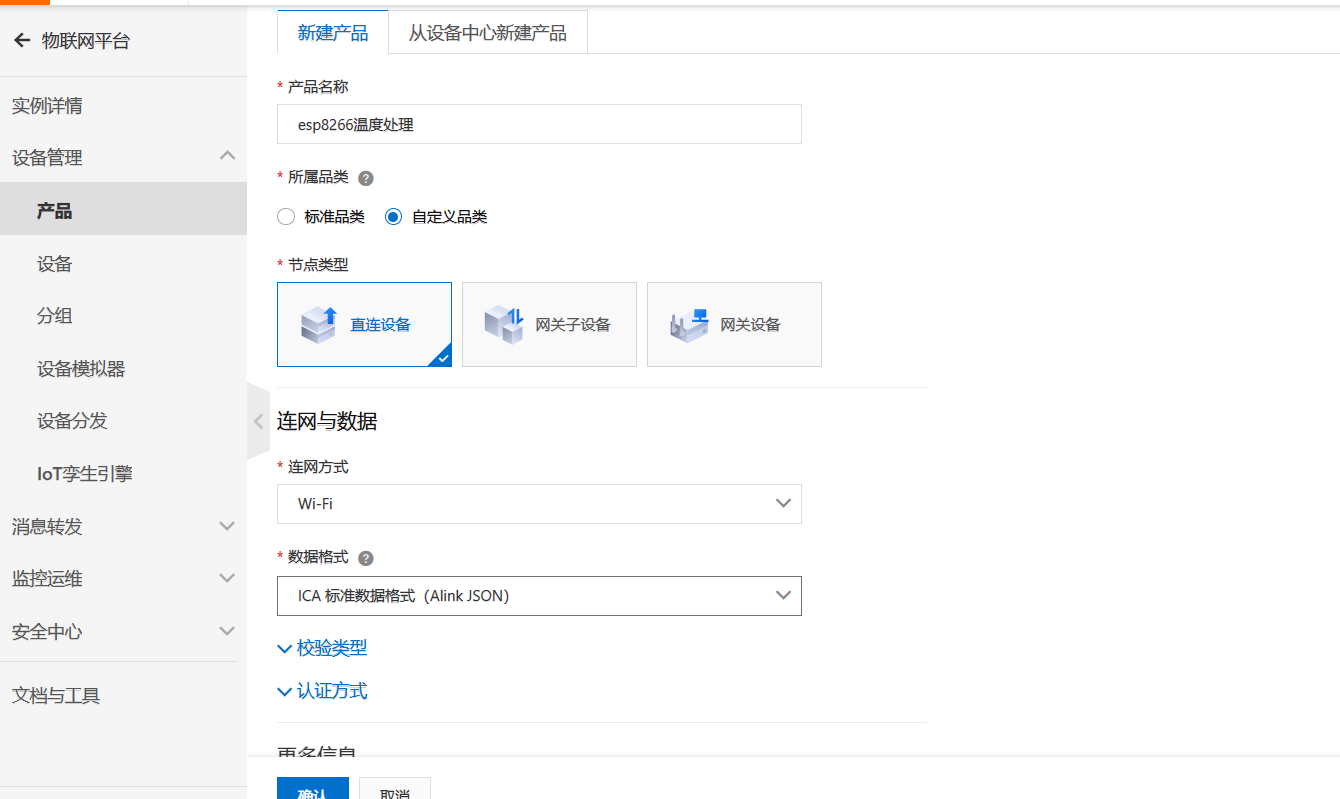 物联网平台
实例详情
设备管理
产品
设备
分组
设备模拟器
设备分发
IoT孪生引擎
消息转发
监控运维
安全中心
文档与工具
新建产品
从设备中心新建产品
* 产品名称
esp8266温度处理
* 所属品类 ?
标准品类
自定义品类
* 节点类型
直连设备
网关子设备
网关设备
连网与数据
* 连网方式
Wi-Fi
* 数据格式 ?
ICA 标准数据格式（Alink JSON）
校验类型
认证方式
更多信息
确认
取消